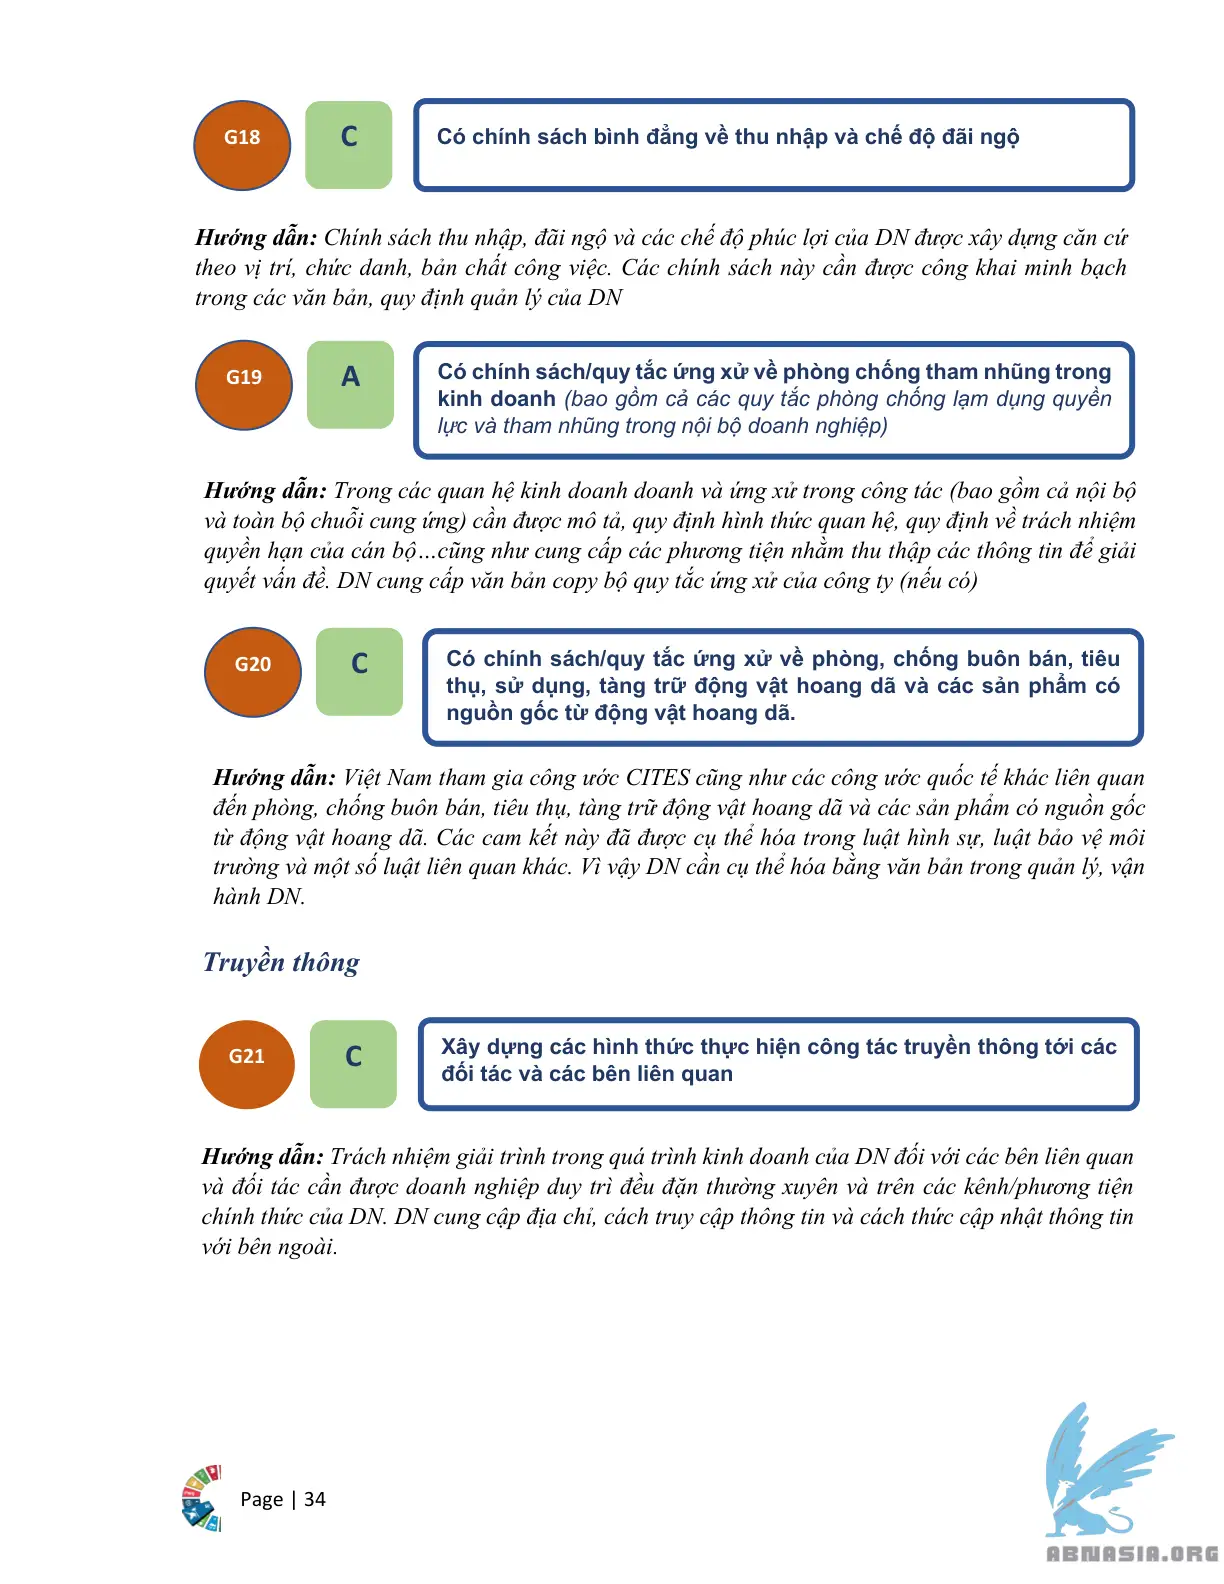 G18
C
Có chính sách bình đẳng về thu nhập và chế độ đãi ngộ
Hướng dẫn: Chính sách thu nhập, đãi ngộ và các chế độ phúc lợi của DN được xây dựng căn cứ
theo vị trí, chức danh, bản chất công việc. Các chính sách này cần được công khai minh bạch
trong các văn bản, quy định quản lý của DN
G19
A
Có chính sách/quy tắc ứng xử về phòng chống tham nhũng trong
kinh doanh (bao gồm cả các quy tắc phòng chống lạm dụng quyền
lực và tham nhũng trong nội bộ doanh nghiệp)
Hướng dẫn: Trong các quan hệ kinh doanh doanh và ứng xử trong công tác (bao gồm cả nội bộ
và toàn bộ chuỗi cung ứng) cần được mô tả, quy định hình thức quan hệ, quy định về trách nhiệm
quyền hạn của cán bộ…cũng như cung cấp các phương tiện nhằm thu thập các thông tin để giải
quyết vấn đề. DN cung cấp văn bản copy bộ quy tắc ứng xử của công ty (nếu có)
G20
C
Có chính sách/quy tắc ứng xử về phòng, chống buôn bán, tiêu
thụ, sử dụng, tàng trữ động vật hoang dã và các sản phẩm có
nguồn gốc từ động vật hoang dã.
Hướng dẫn: Việt Nam tham gia công ước CITES cũng như các công ước quốc tế khác liên quan
đến phòng, chống buôn bán, tiêu thụ, tàng trữ động vật hoang dã và các sản phẩm có nguồn gốc
từ động vật hoang dã. Các cam kết này đã được cụ thể hóa trong luật hình sự, luật bảo vệ môi
trường và một số luật liên quan khác. Vì vậy DN cần cụ thể hóa bằng văn bản trong quản lý, vận
hành DN.
Truyền thông
G21
C
Xây dựng các hình thức thực hiện công tác truyền thông tới các
đối tác và các bên liên quan
Hướng dẫn: Trách nhiệm giải trình trong quá trình kinh doanh của DN đối với các bên liên quan
và đối tác cần được doanh nghiệp duy trì đều đặn thường xuyên và trên các kênh/phương tiện
chính thức của DN. DN cung cập địa chỉ, cách truy cập thông tin và cách thức cập nhật thông tin
với bên ngoài.
Page | 34
ABNASIA.ORG